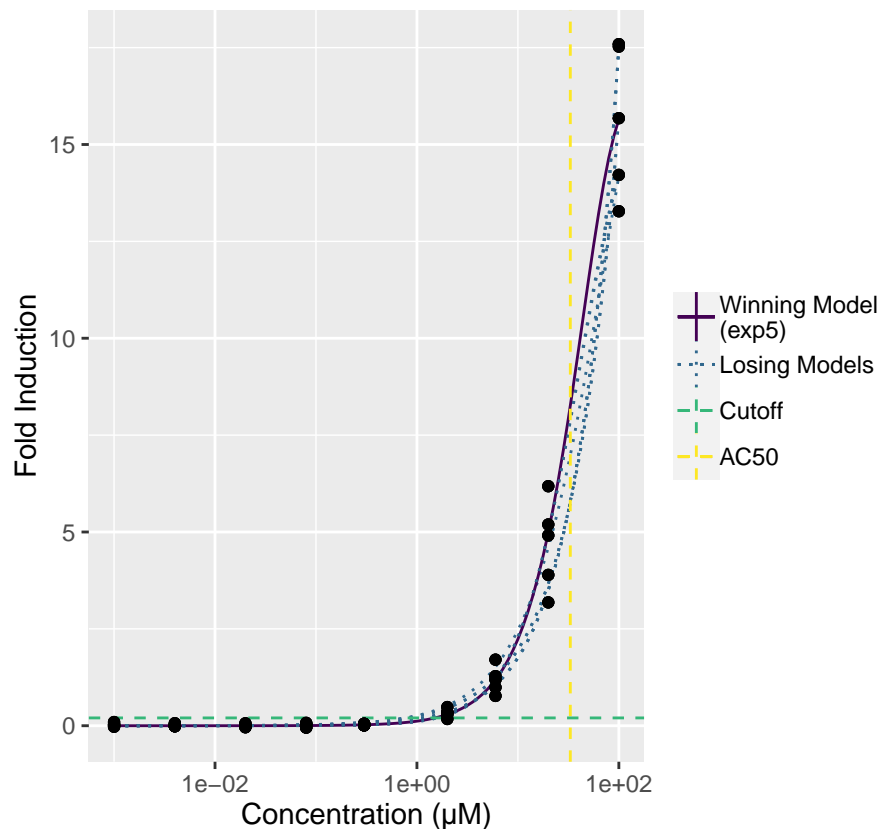 15
10
5
0
Fold Induction
1e−02
1e+00
1e+02
Concentration (μM)
Winning Model
(exp5)
Losing Models
Cutoff
AC50